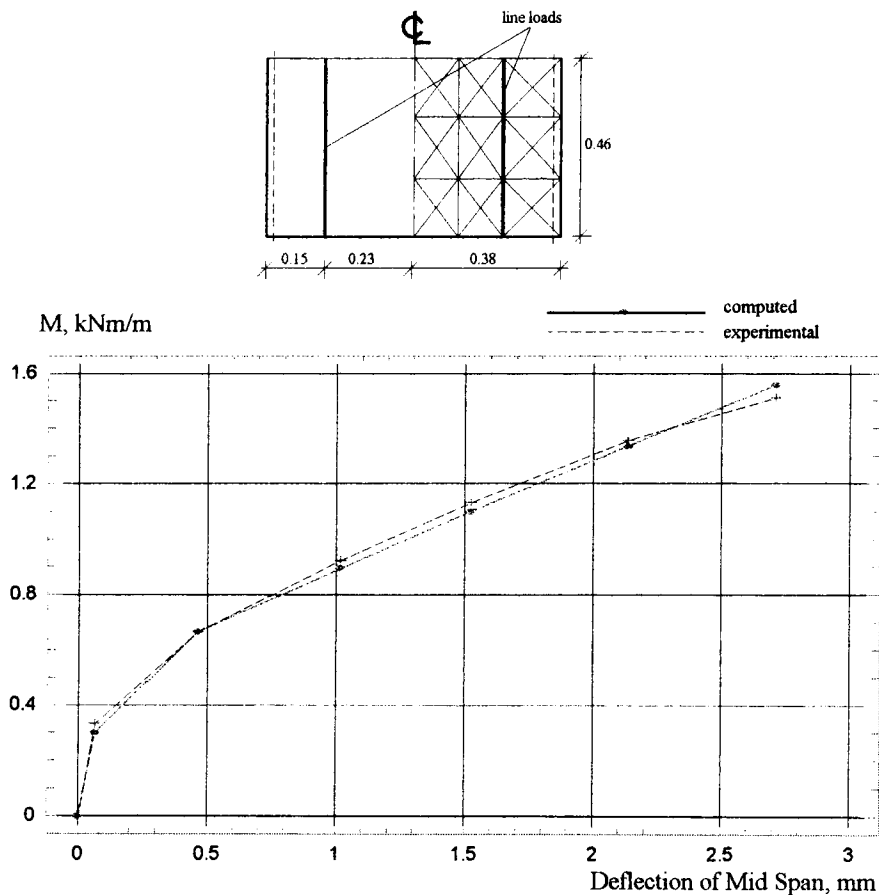 ℄
line loads
0.46
0.15
0.23
0.38
M, kNm/m
computed
experimental
1.6
1.2
0.8
0.4
0
0 0.5 1 1.5 2 2.5 3
Deflection of Mid Span, mm